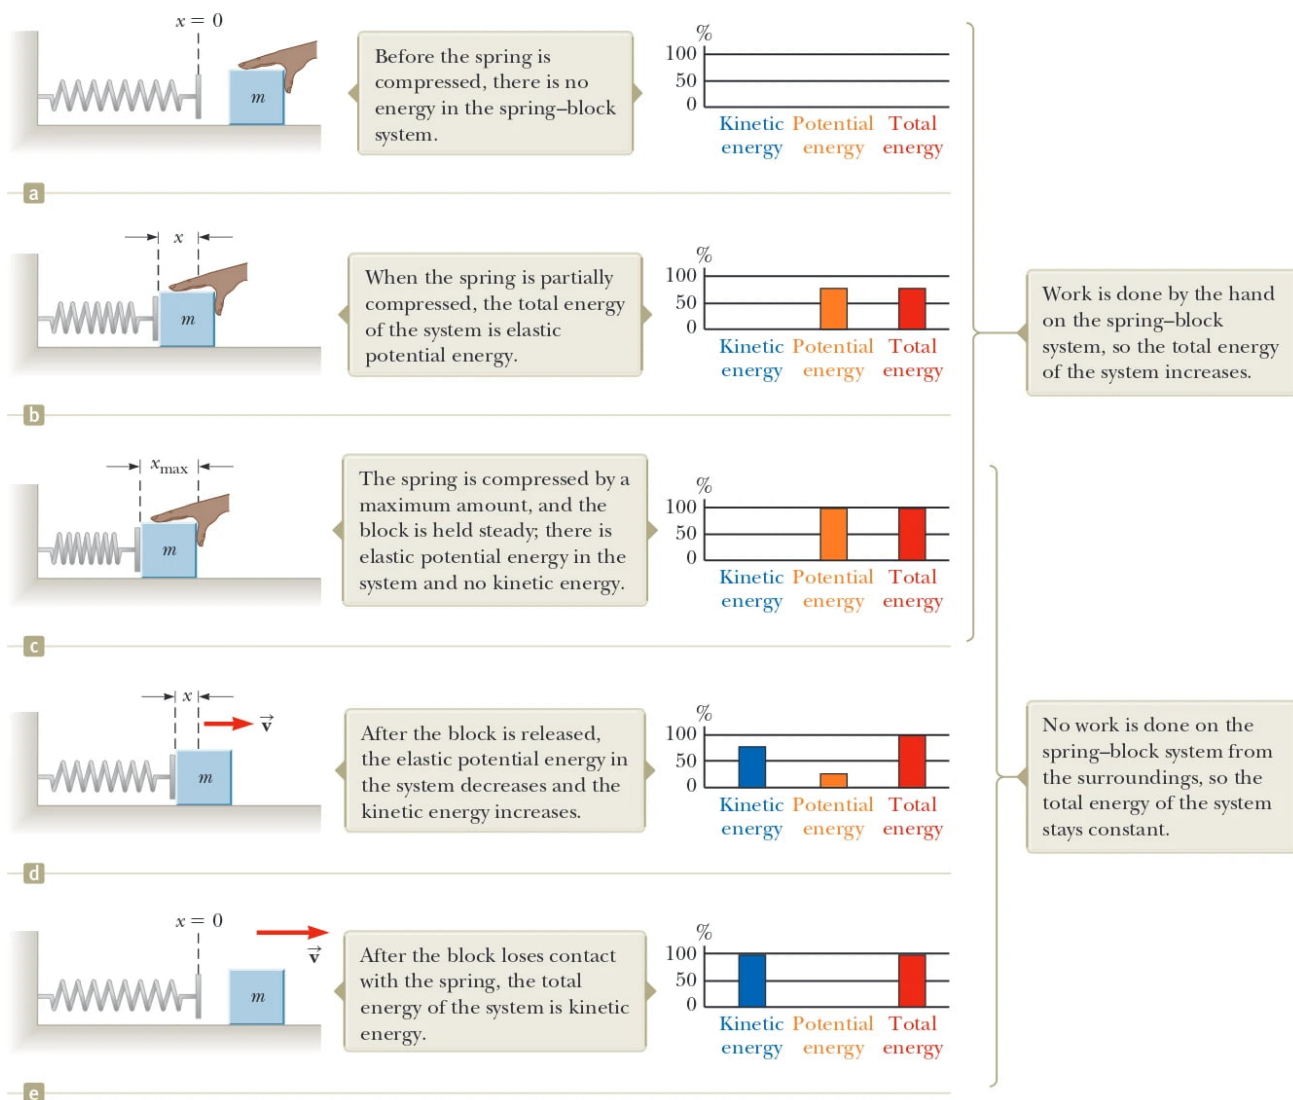 x = 0
m
Before the spring is
compressed, there is no
energy in the spring–block
system.
%
100
50
0
Kinetic Potential Total
energy energy energy
a
x
m
When the spring is partially
compressed, the total energy
of the system is elastic
potential energy.
%
100
50
0
Kinetic Potential Total
energy energy energy
b
Work is done by the hand
on the spring–block
system, so the total energy
of the system increases.
xmax
m
The spring is compressed by a
maximum amount, and the
block is held steady; there is
elastic potential energy in the
system and no kinetic energy.
%
100
50
0
Kinetic Potential Total
energy energy energy
c
x
v⃗
m
After the block is released,
the elastic potential energy in
the system decreases and the
kinetic energy increases.
%
100
50
0
Kinetic Potential Total
energy energy energy
d
No work is done on the
spring–block system from
the surroundings, so the
total energy of the system
stays constant.
x = 0
v⃗
m
After the block loses contact
with the spring, the total
energy of the system is kinetic
energy.
%
100
50
0
Kinetic Potential Total
energy energy energy
e